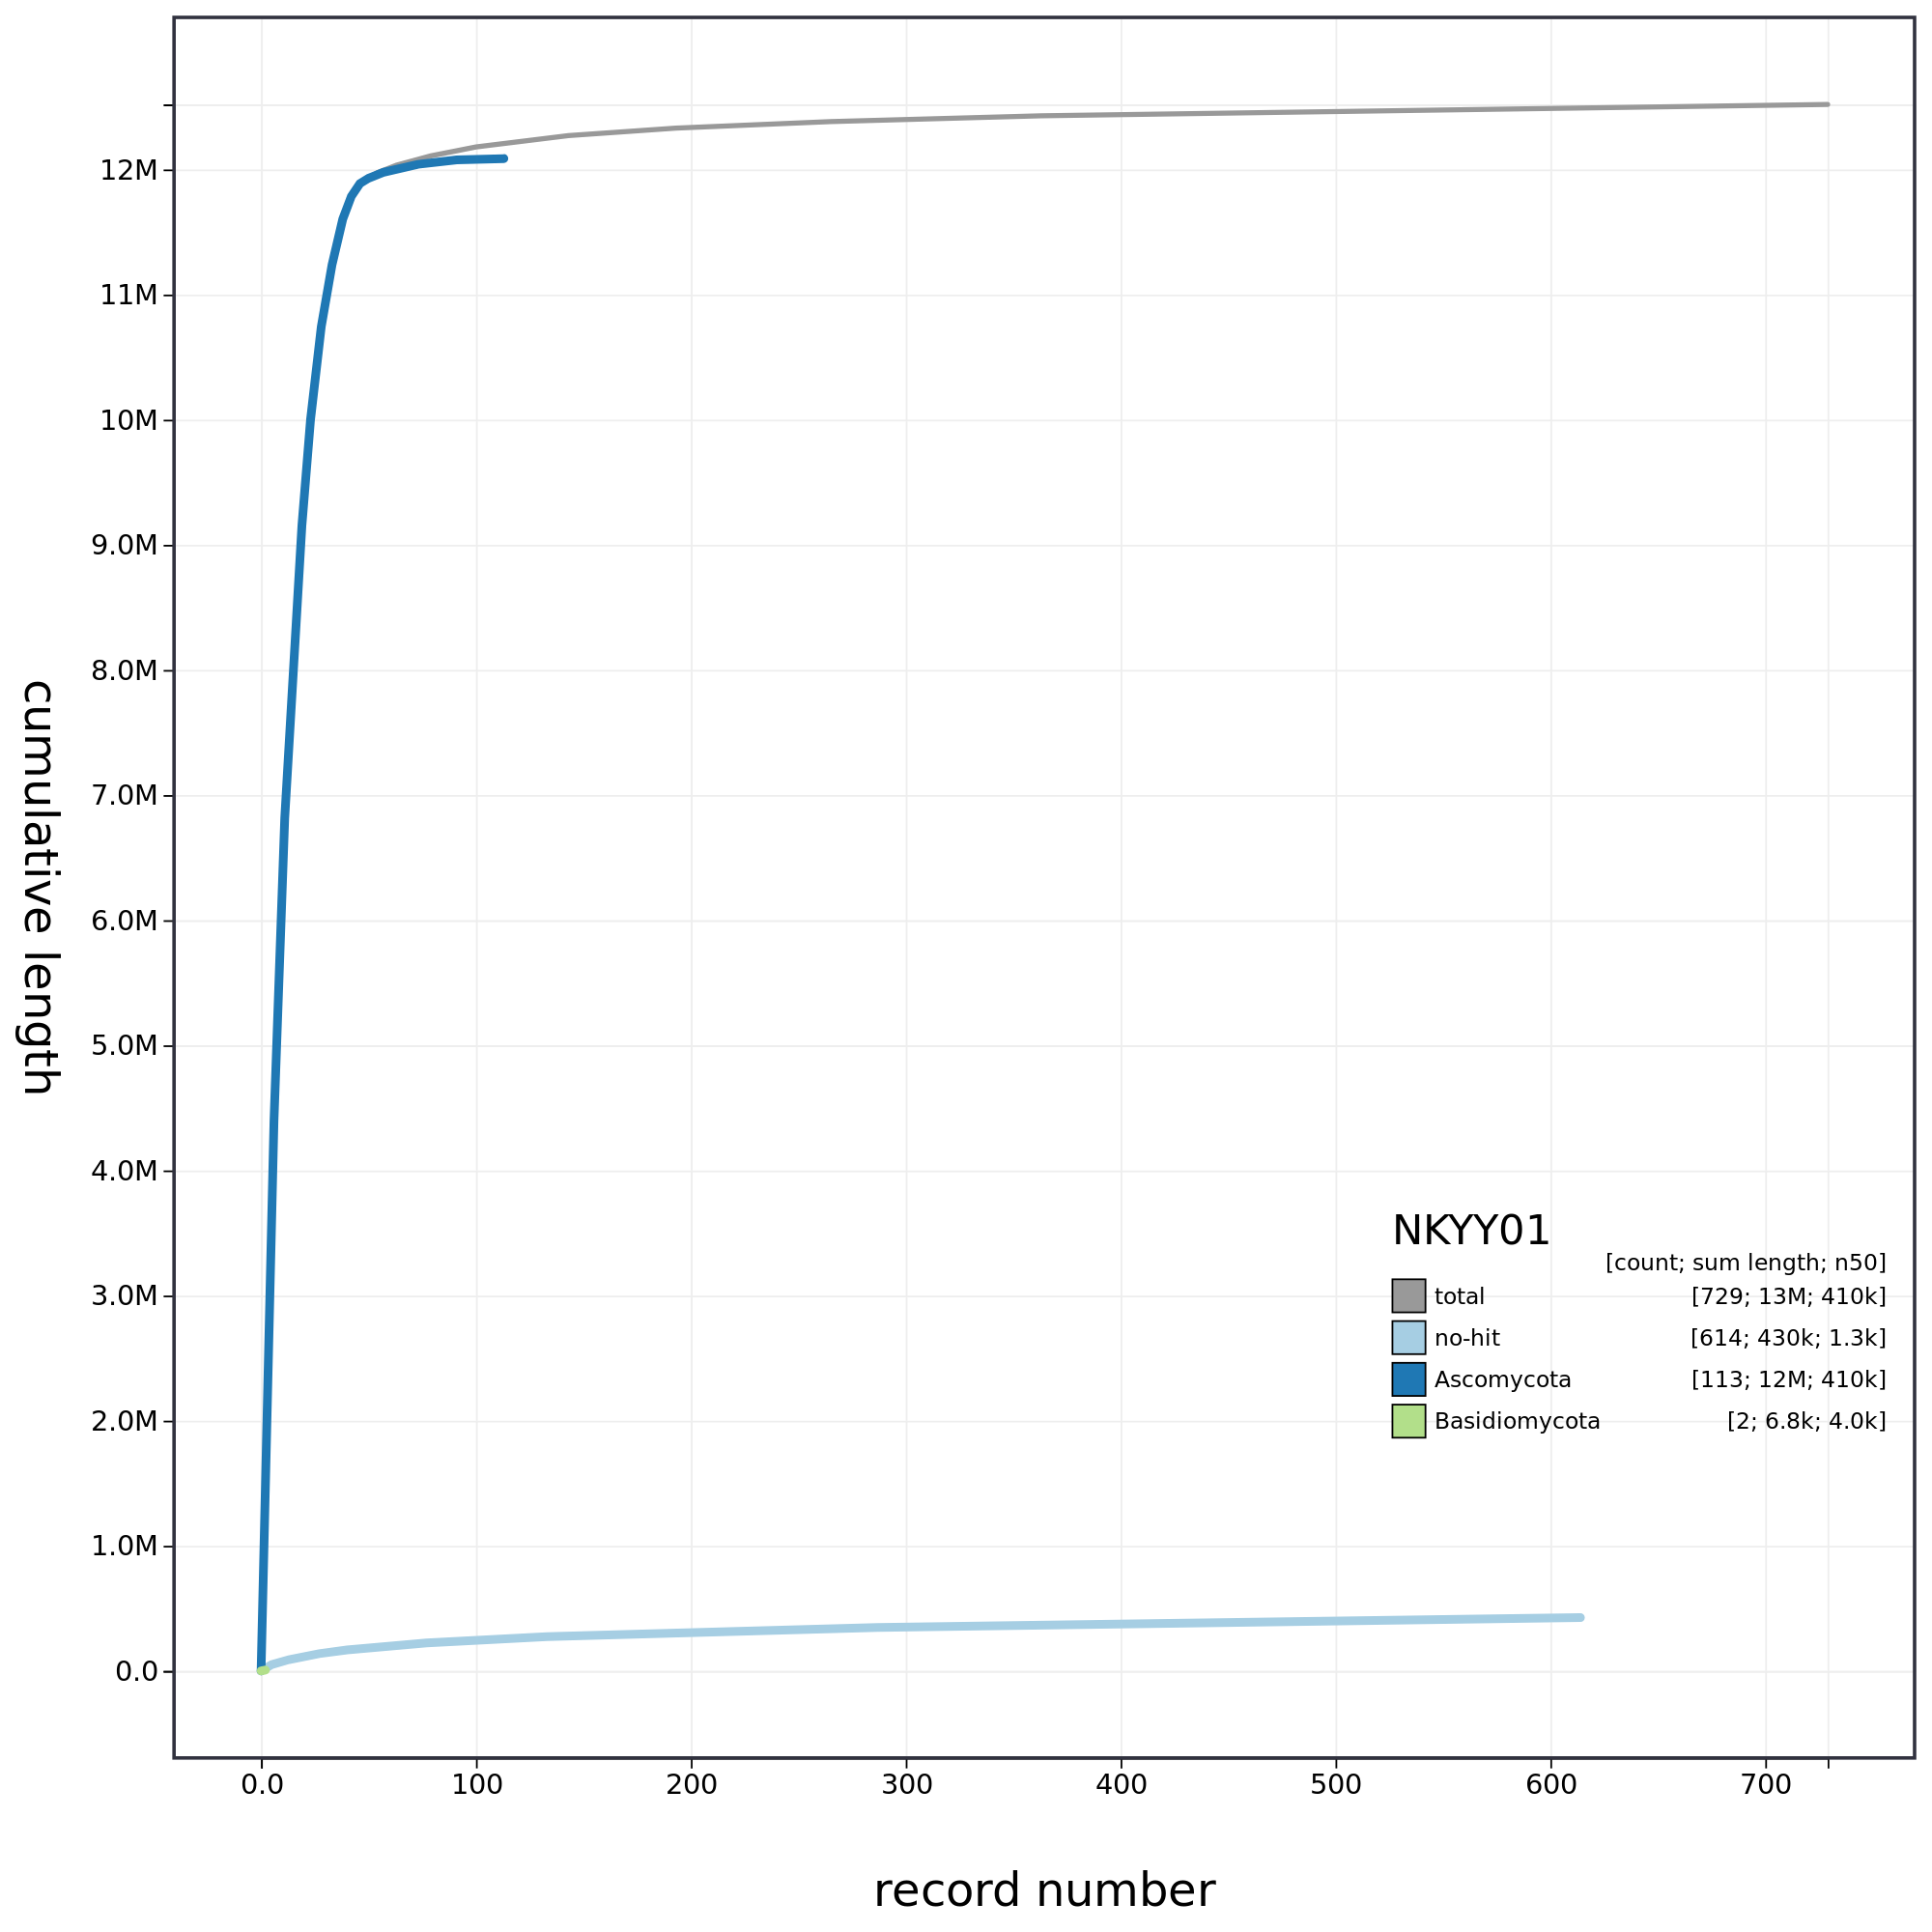 12M
11M
10M
9.0M
8.0M
7.0M
6.0M
5.0M
4.0M
3.0M
2.0M
1.0M
0.0
cumulative length
NKYY01
[count; sum length; n50]
total [729; 13M; 410k]
no-hit [614; 430k; 1.3k]
Ascomycota [113; 12M; 410k]
Basidiomycota [2; 6.8k; 4.0k]
0.0 100 200 300 400 500 600 700
record number